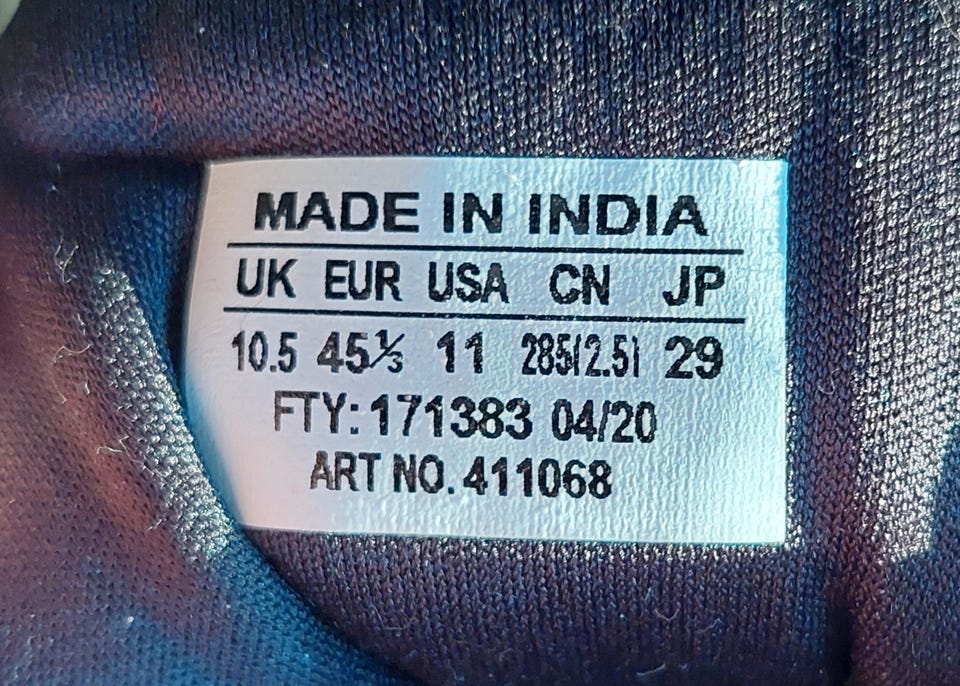 MADE IN INDIA
UK EUR USA CN JP
10.5 45⅓ 11 285(2.5) 29
FTY: 171383 04/20
ART NO. 411068